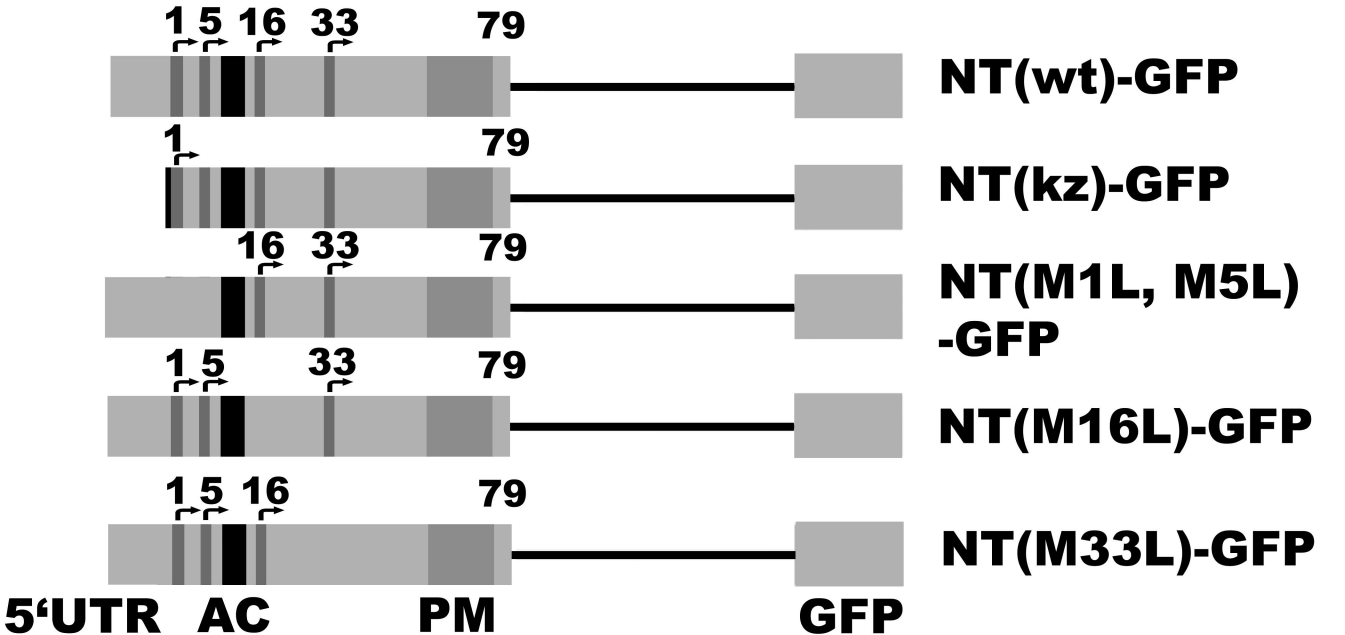 1 5 16 33 79
NT(wt)-GFP
1 79
NT(kz)-GFP
16 33 79
NT(M1L, M5L)
-GFP
1 5 33 79
NT(M16L)-GFP
1 5 16 79
NT(M33L)-GFP
5‘UTR AC PM GFP